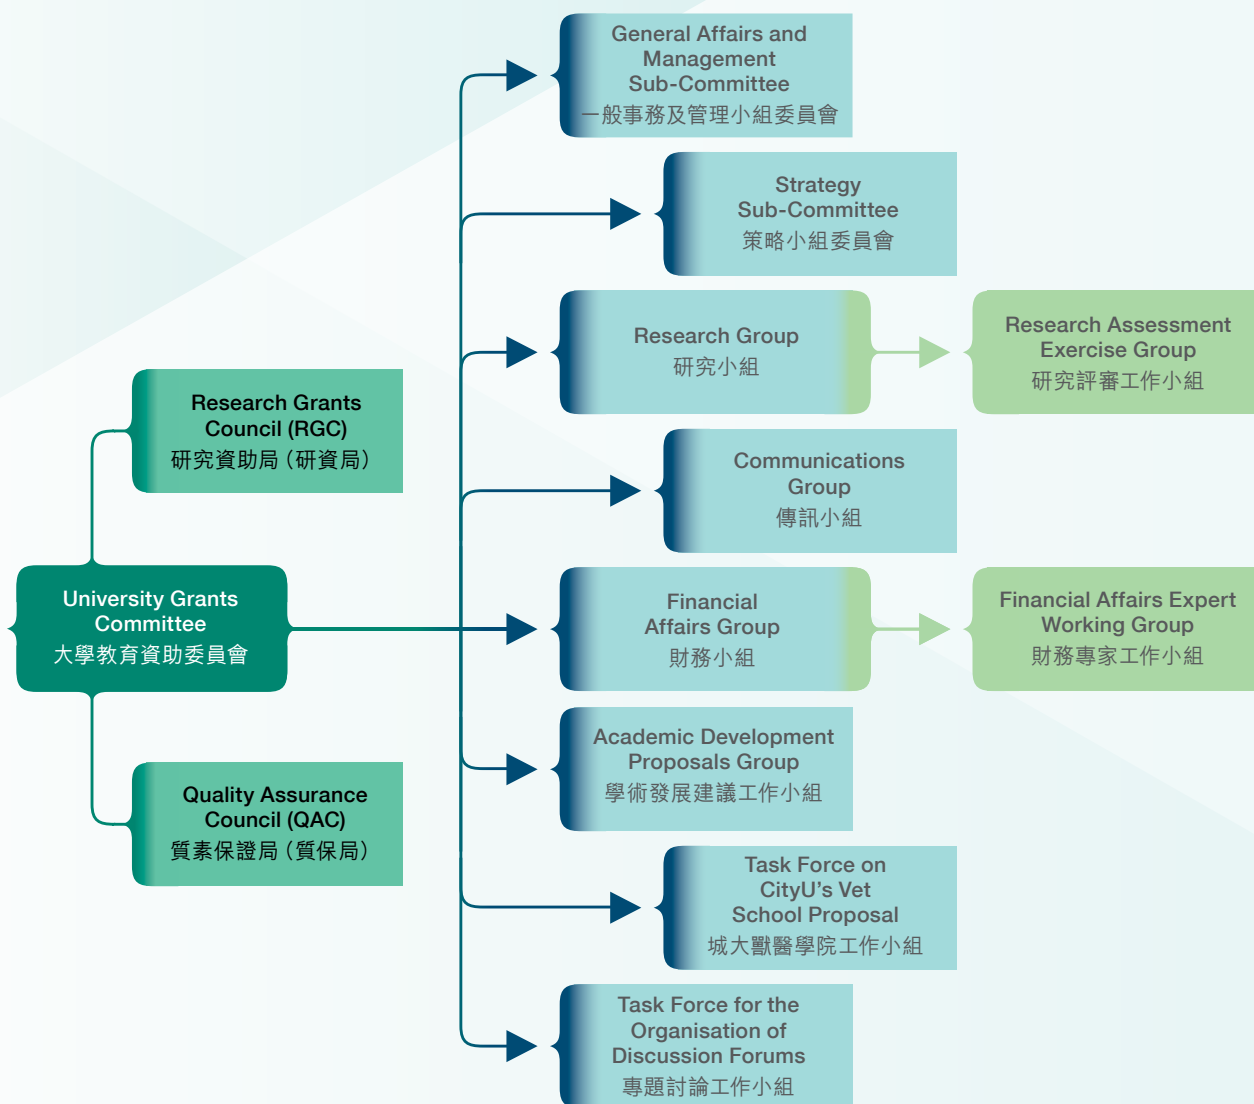 General Affairs and
Management
Sub-Committee
一般事務及管理小組委員會
Strategy
Sub-Committee
策略小組委員會
Research Group
研究小組
Research Assessment
Exercise Group
研究評審工作小組
Research Grants
Council (RGC)
研究資助局（研資局）
Communications
Group
傳訊小組
University Grants
Committee
大學教育資助委員會
Financial
Affairs Group
財務小組
Financial Affairs Expert
Working Group
財務專家工作小組
Quality Assurance
Council (QAC)
質素保證局（質保局）
Academic Development
Proposals Group
學術發展建議工作小組
Task Force on
CityU's Vet
School Proposal
城大獸醫學院工作小組
Task Force for the
Organisation of
Discussion Forums
專題討論工作小組